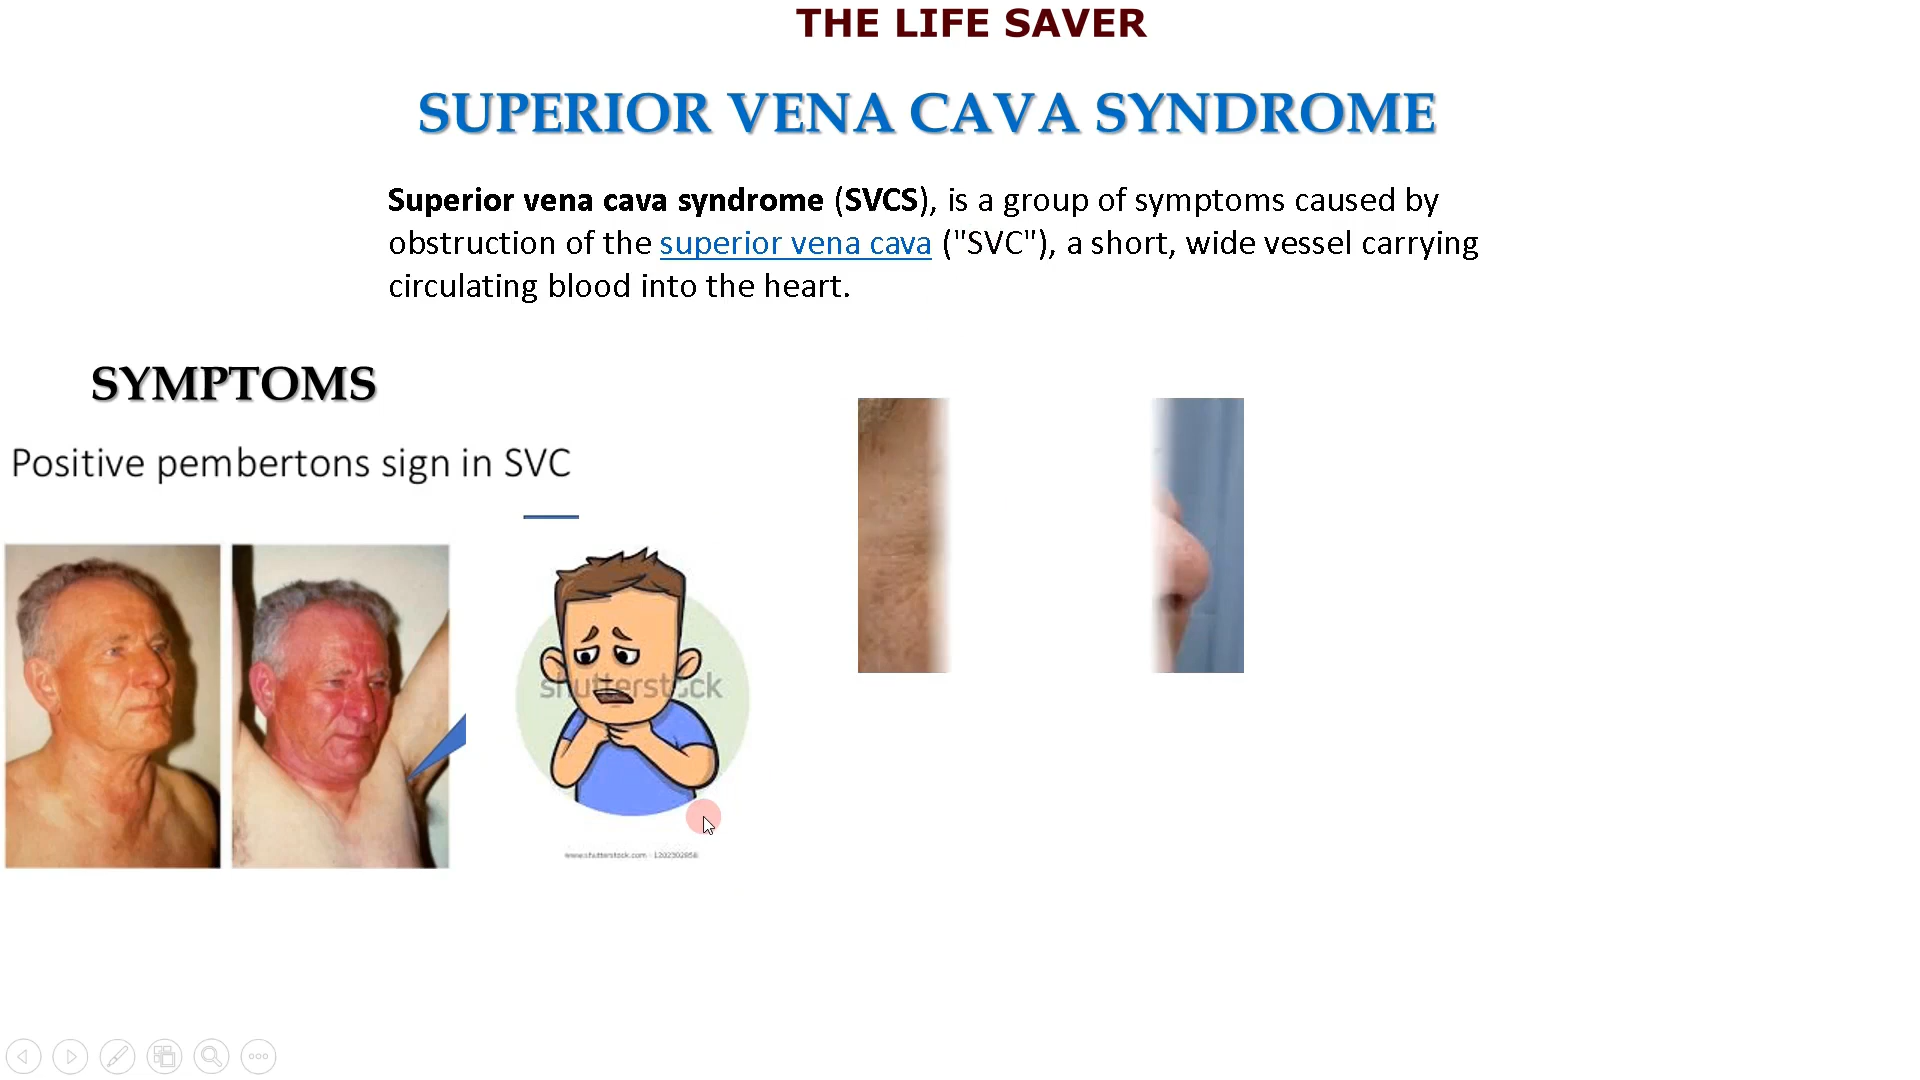 THE LIFE SAVER
SUPERIOR VENA CAVA SYNDROME
Superior vena cava syndrome (SVCS), is a group of symptoms caused by
obstruction of the superior vena cava ("SVC"), a short, wide vessel carrying
circulating blood into the heart.
SYMPTOMS
Positive pembertons sign in SVC
shutterstock
www.shutterstock.com · 1202302858